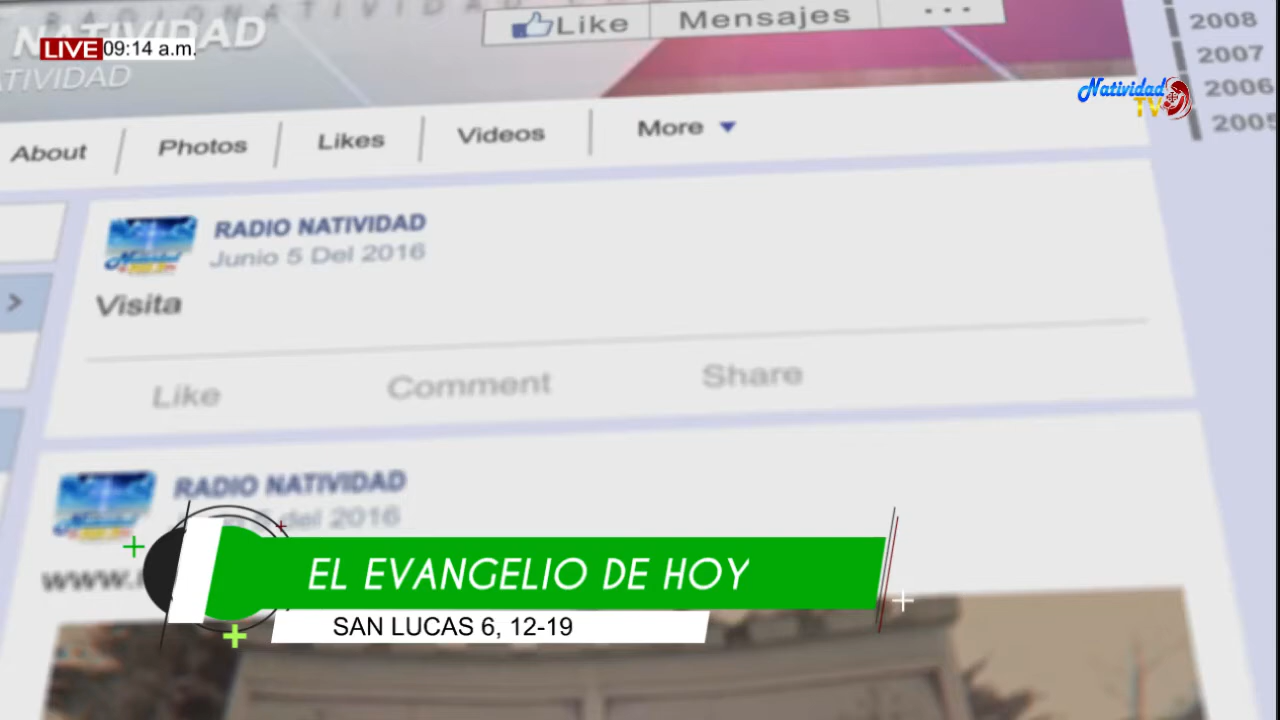 RADIO NATIVIDAD
NATIVIDAD
NATIVIDAD
LIVE 09:14 a.m.
Like Mensajes ...
2008
2007
2006
2005
Natividad
TV
About Photos Likes Videos More
RADIO NATIVIDAD
Junio 5 Del 2016
Visita
Like Comment Share
RADIO NATIVIDAD
del 2016
EL EVANGELIO DE HOY
SAN LUCAS 6, 12-19